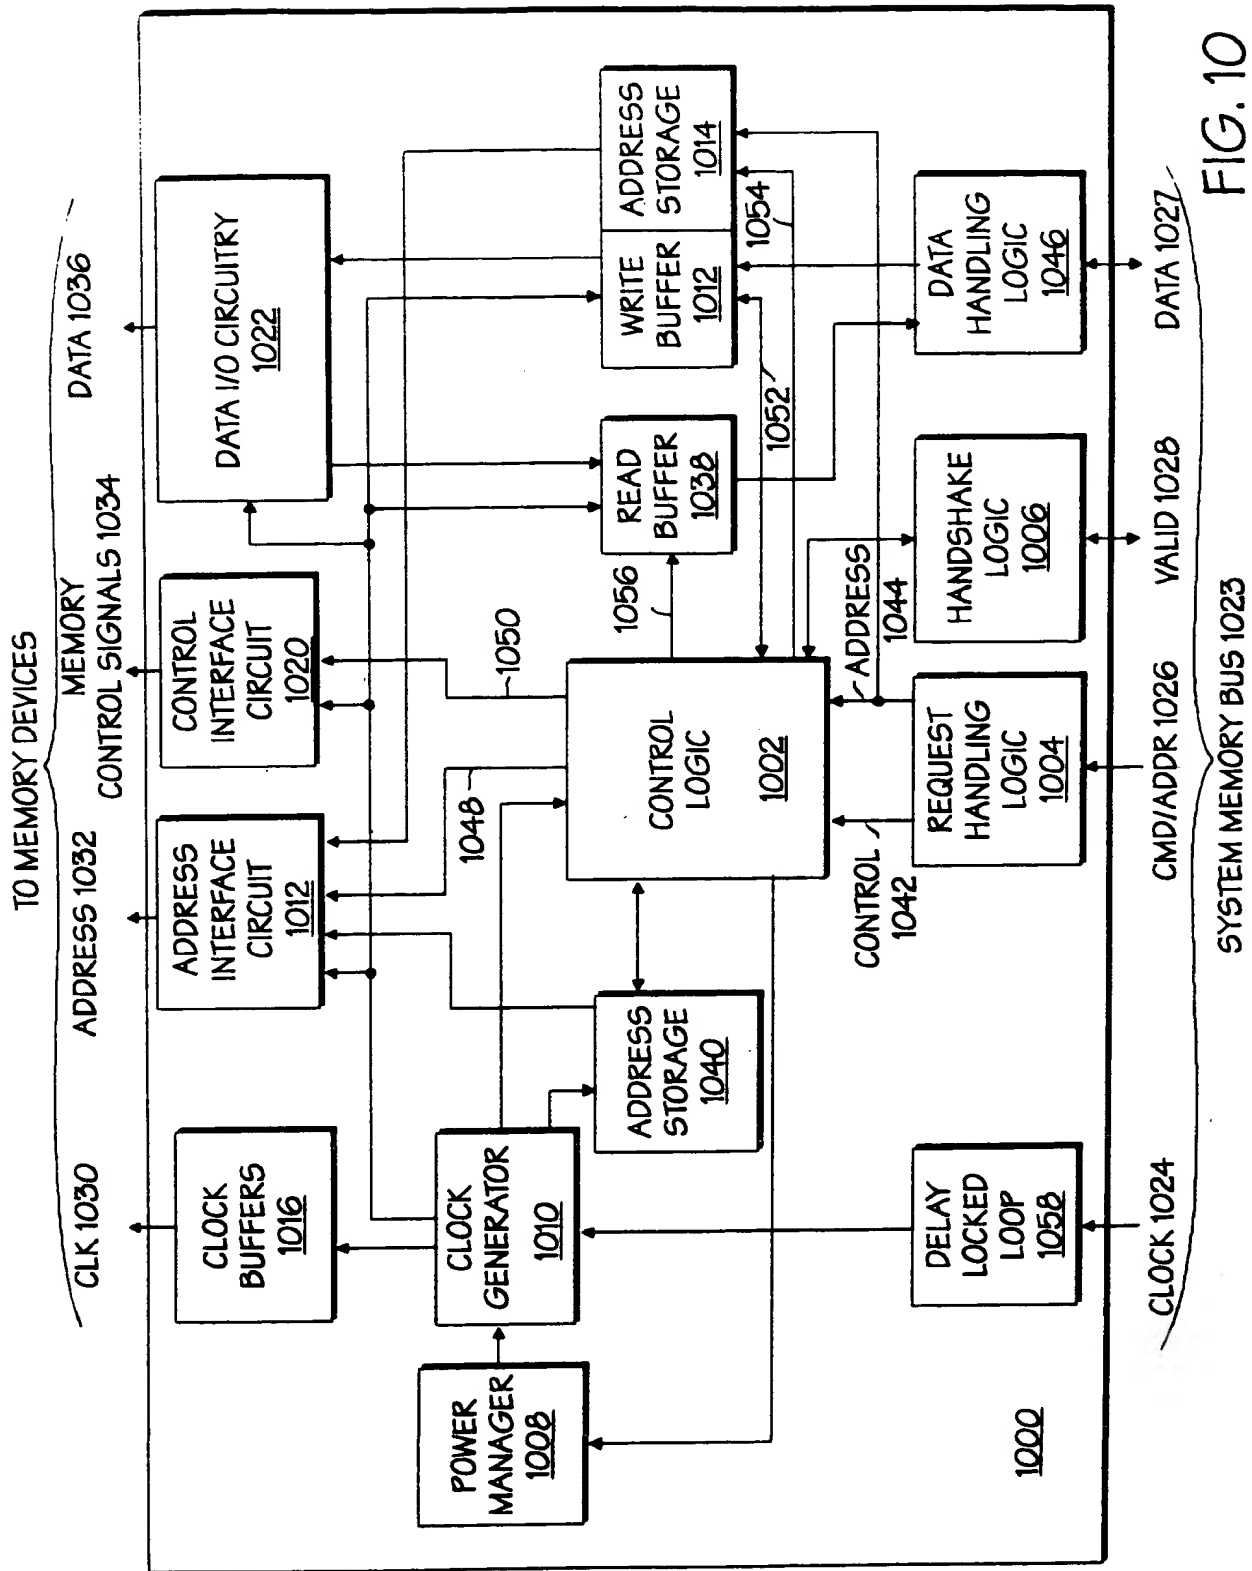 TO MEMORY DEVICES
CLK 1030
ADDRESS 1032
MEMORY
CONTROL SIGNALS 1034
DATA 1036
CLOCK
BUFFERS
1016
ADDRESS
INTERFACE
CIRCUIT
1012
CONTROL
INTERFACE
CIRCUIT
1020
DATA I/O CIRCUITRY
1022
POWER
MANAGER
1008
CLOCK
GENERATOR
1010
1048
1050
ADDRESS
STORAGE
1040
CONTROL
LOGIC
1002
1056
READ
BUFFER
1038
WRITE
BUFFER
1012
ADDRESS
STORAGE
1014
1052
1054
CONTROL
1042
ADDRESS
1044
DELAY
LOCKED
LOOP
1058
REQUEST
HANDLING
LOGIC
1004
HANDSHAKE
LOGIC
1006
DATA
HANDLING
LOGIC
1046
1000
CLOCK 1024
CMD/ADDR 1026
VALID 1028
DATA 1027
SYSTEM MEMORY BUS 1023
FIG. 10